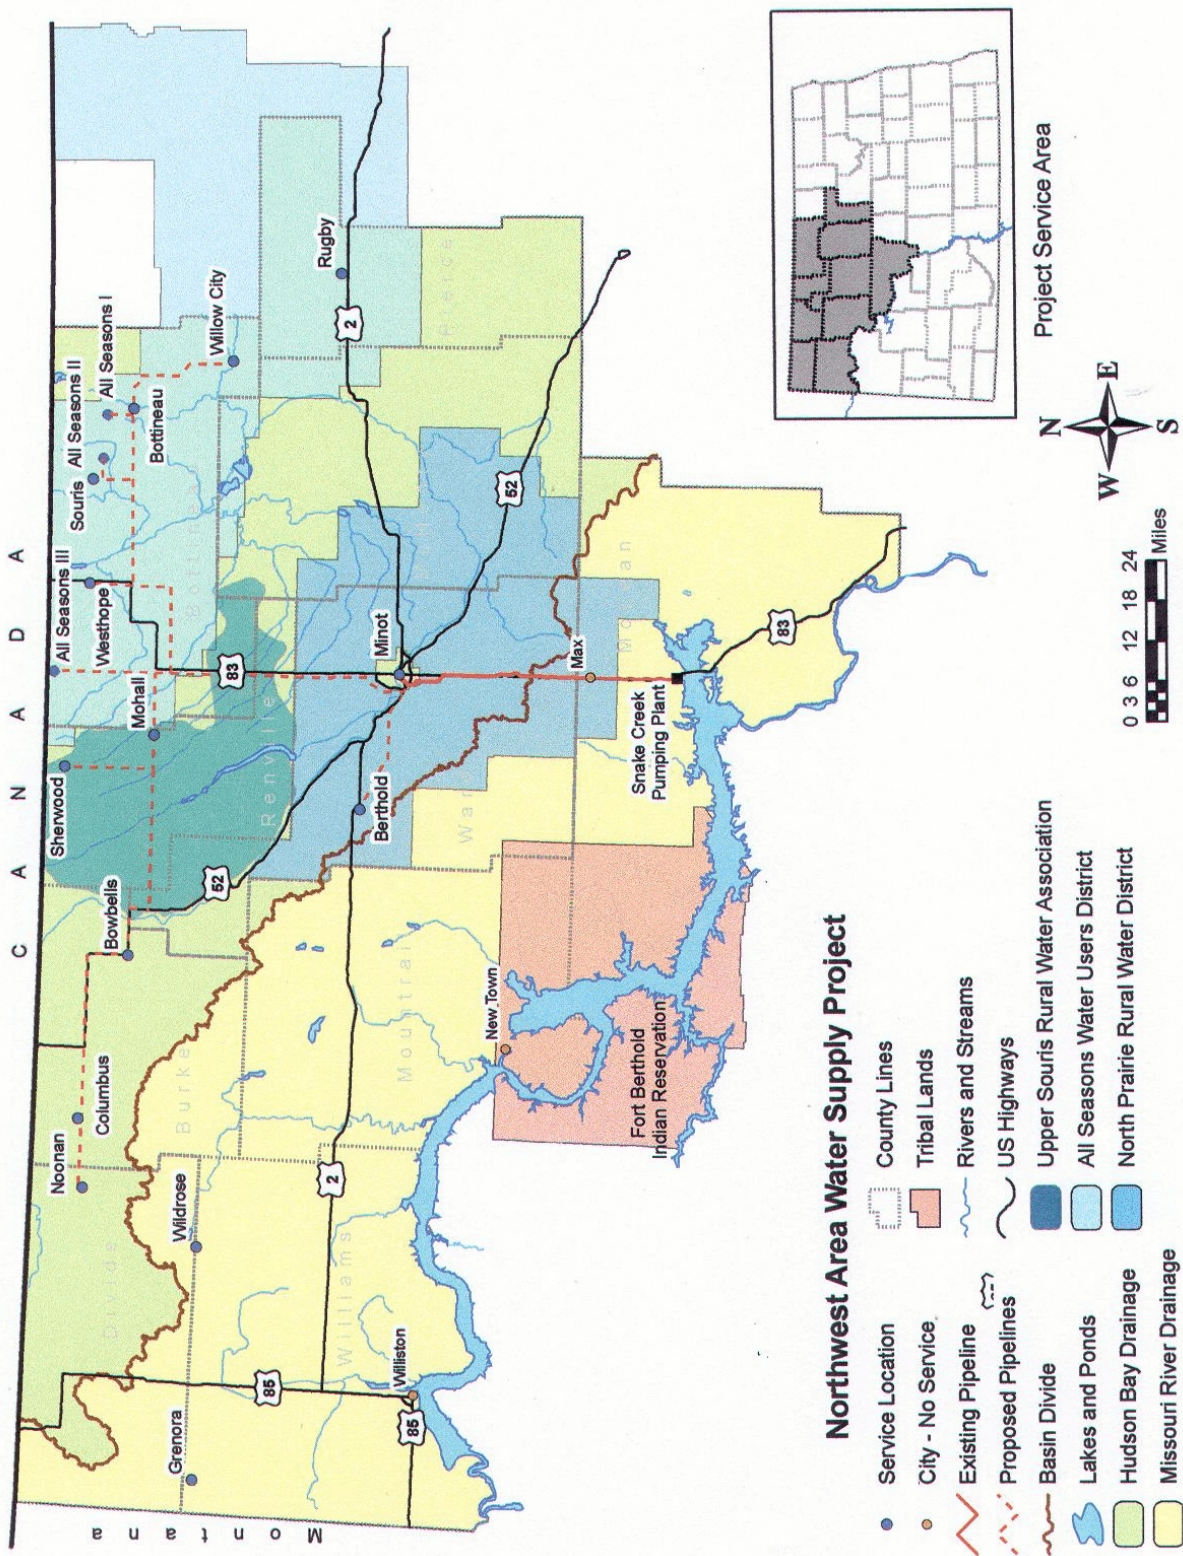 C A N A D A
Montana
Noonan
Columbus
Bowbells
Sherwood
Mohall
All Seasons III
Westhope
Souris
All Seasons II
All Seasons I
Bottineau
Willow City
Rugby
Grenora
Wildrose
Divide
Burke
Renville
Williams
Mountrail
Pierce
52
83
2
2
85
85
52
83
Minot
Berthold
Max
Williston
New Town
Snake Creek
Pumping Plant
Fort Berthold
Indian Reservation
Northwest Area Water Supply Project
Service Location
City - No Service
Existing Pipeline
Proposed Pipelines
Basin Divide
Lakes and Ponds
Hudson Bay Drainage
Missouri River Drainage
County Lines
Tribal Lands
Rivers and Streams
US Highways
Upper Souris Rural Water Association
All Seasons Water Users District
North Prairie Rural Water District
0 3 6 12 18 24
Miles
N
W
E
S
Project Service Area